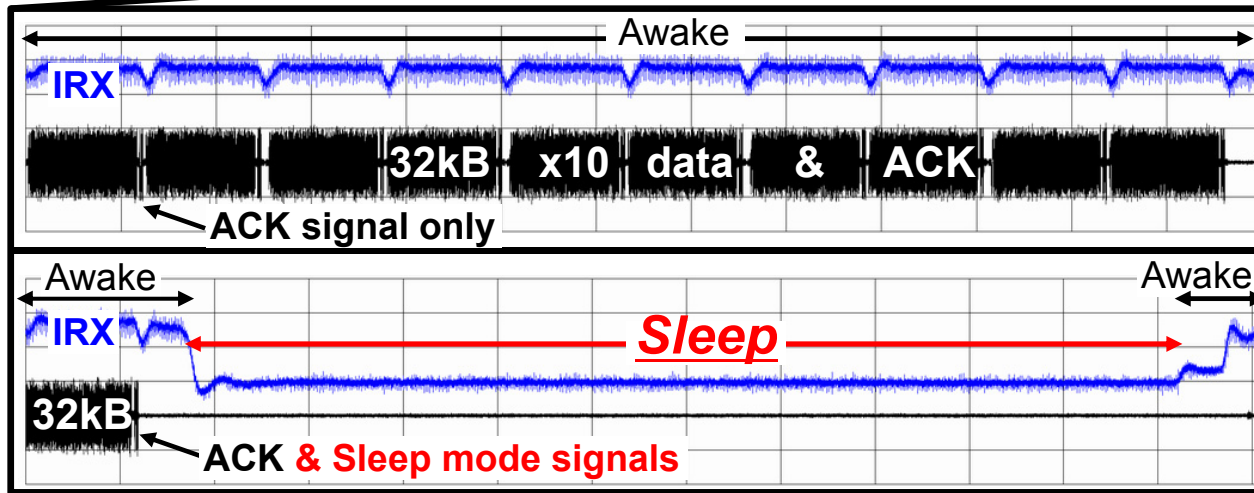 Awake
IRX
32kB x10 data & ACK
ACK signal only
Awake Awake
IRX Sleep
32kB
ACK & Sleep mode signals